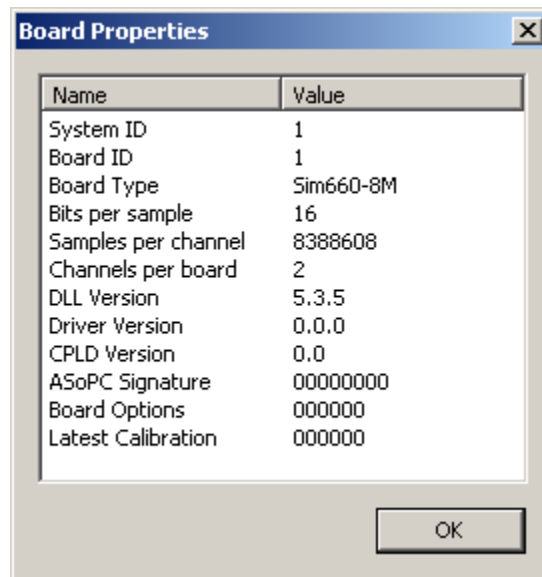 Board Properties
Name Value
System ID 1
Board ID 1
Board Type Sim660-8M
Bits per sample 16
Samples per channel 8388608
Channels per board 2
DLL Version 5.3.5
Driver Version 0.0.0
CPLD Version 0.0
ASoPC Signature 00000000
Board Options 000000
Latest Calibration 000000
OK